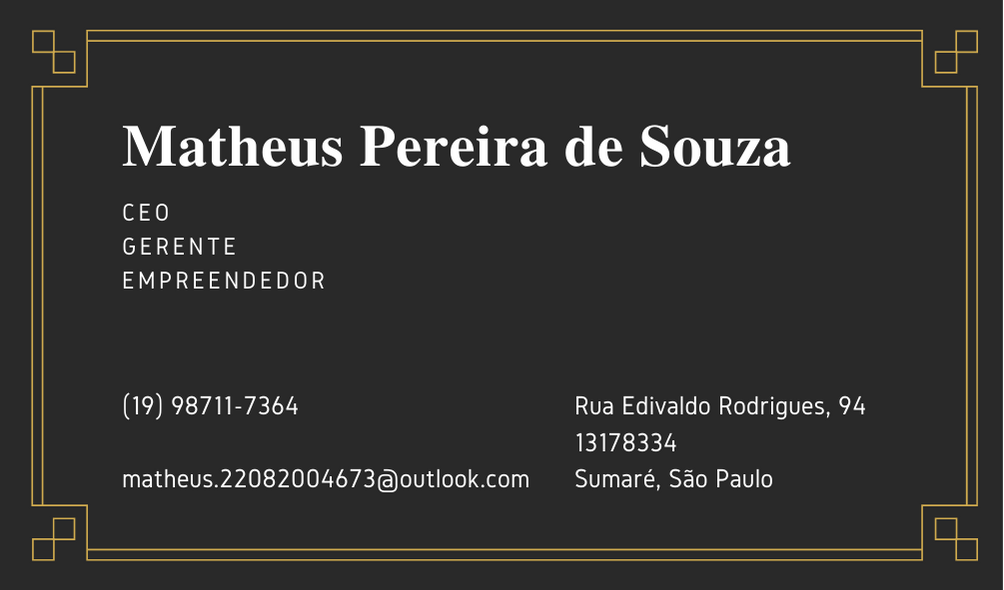 Matheus Pereira de Souza
CEO
GERENTE
EMPREENDEDOR
(19) 98711-7364
matheus.22082004673@outlook.com
Rua Edivaldo Rodrigues, 94
13178334
Sumaré, São Paulo